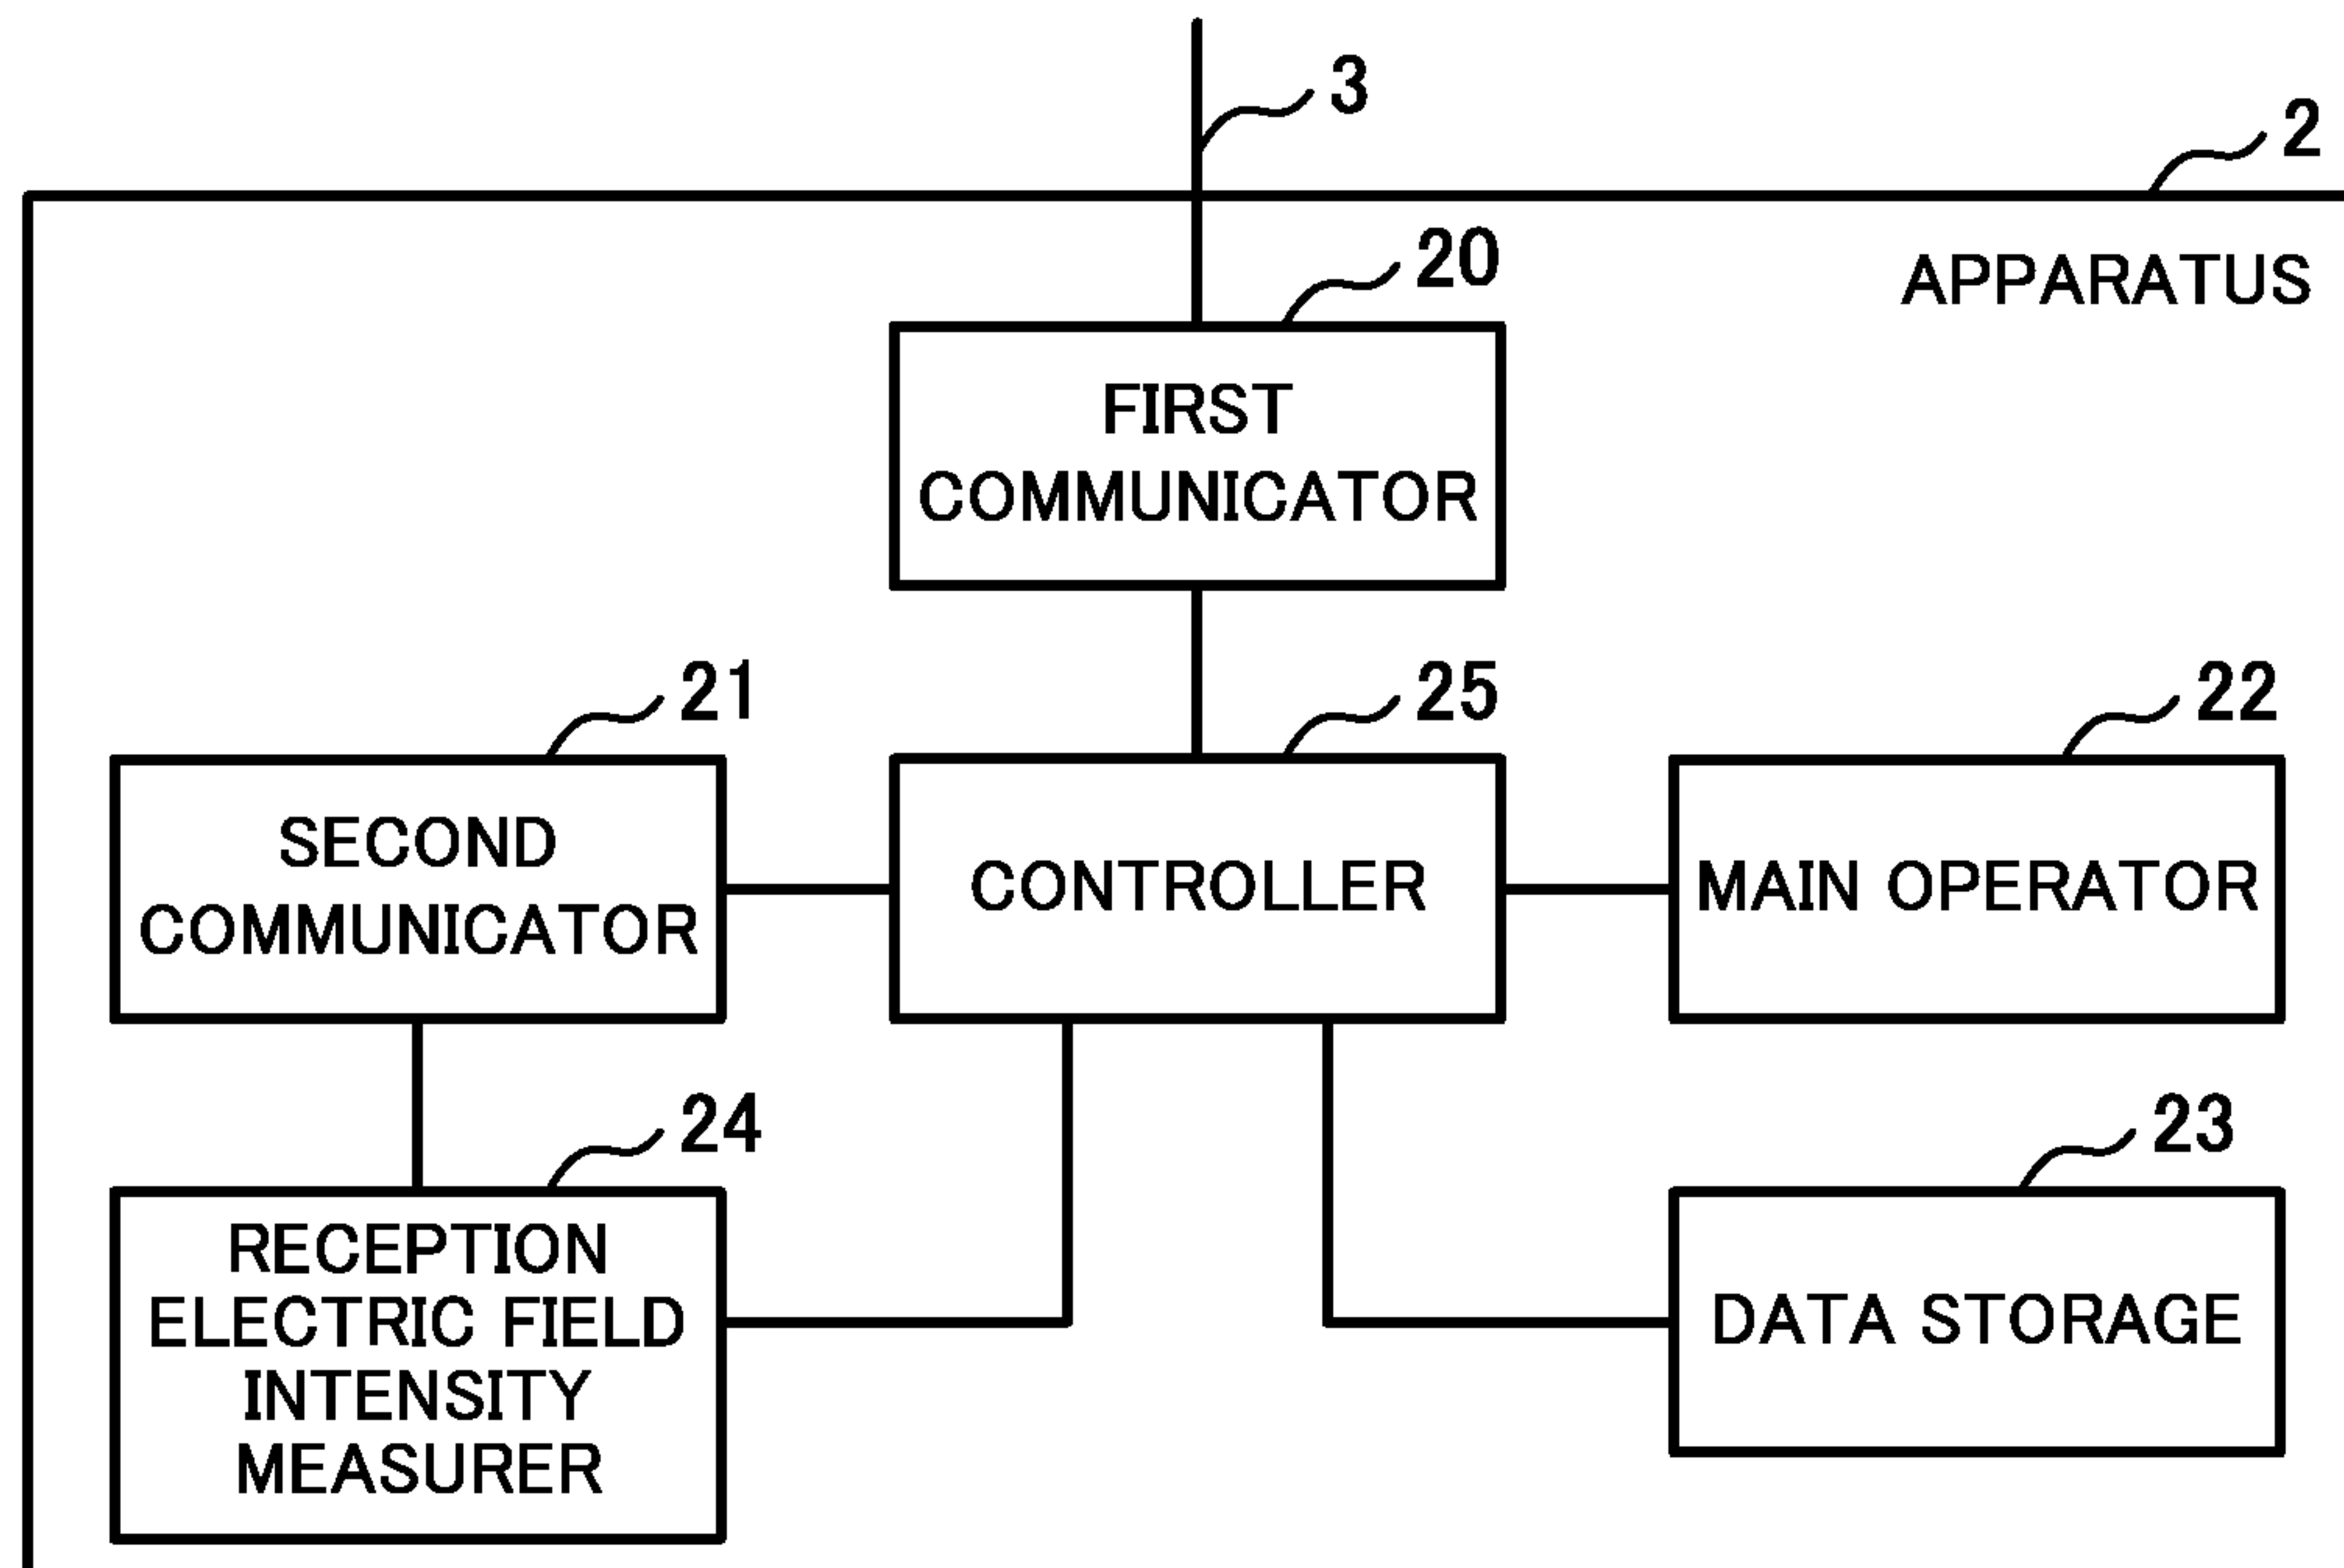 3
2
APPARATUS
20
FIRST
COMMUNICATOR
21
25
22
SECOND
COMMUNICATOR
CONTROLLER
MAIN OPERATOR
24
23
RECEPTION
ELECTRIC FIELD
INTENSITY
MEASURER
DATA STORAGE